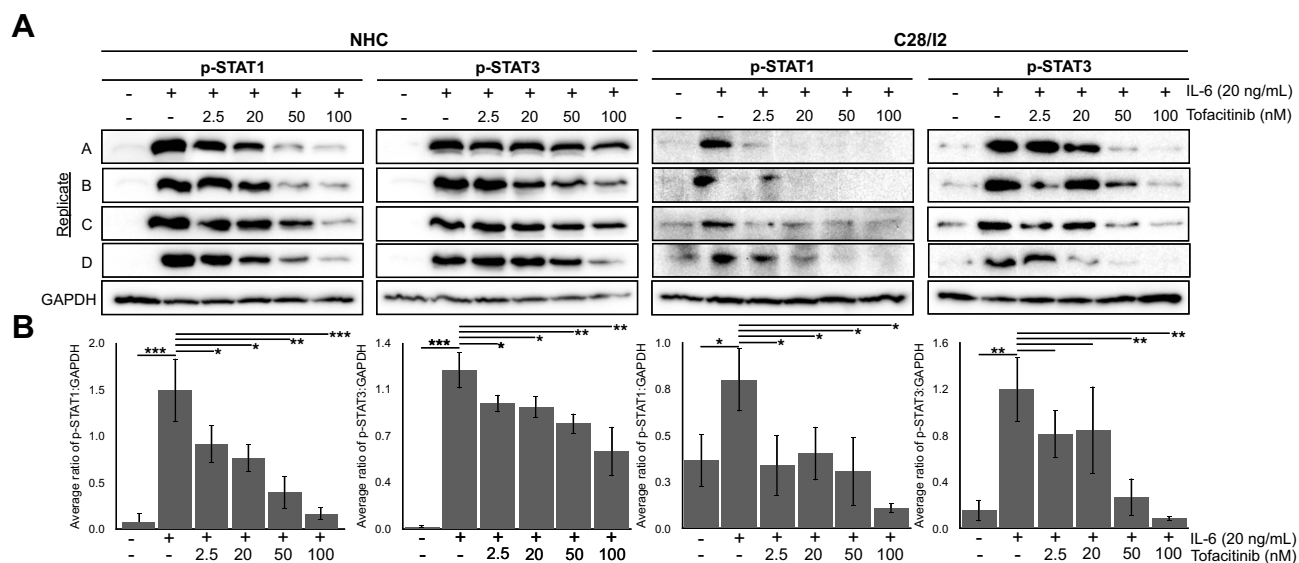 A
NHC C28/I2
p-STAT1 p-STAT3 p-STAT1 p-STAT3
- + + + + + - + + + + + - + + + + + - + + + + + IL-6 (20 ng/mL)
- - 2.5 20 50 100 - - 2.5 20 50 100 - - 2.5 20 50 100 - - 2.5 20 50 100 Tofacitinib (nM)
Replicate
A
B
C
D
GAPDH
B
Average ratio of p-STAT1:GAPDH
2.0
1.5
1.0
0.5
0.0
*** * * ** ***
Average ratio of p-STAT3:GAPDH
1.4
1.1
0.7
0.4
0.0
*** * * ** **
Average ratio of p-STAT1:GAPDH
1.0
0.8
0.5
0.3
0.0
* * * * *
Average ratio of p-STAT3:GAPDH
1.6
1.2
0.8
0.4
0.0
** ** **
- + + + + + - + + + + + - + + + + + - + + + + + IL-6 (20 ng/mL)
- - 2.5 20 50 100 - - 2.5 20 50 100 - - 2.5 20 50 100 - - 2.5 20 50 100 Tofacitinib (nM)